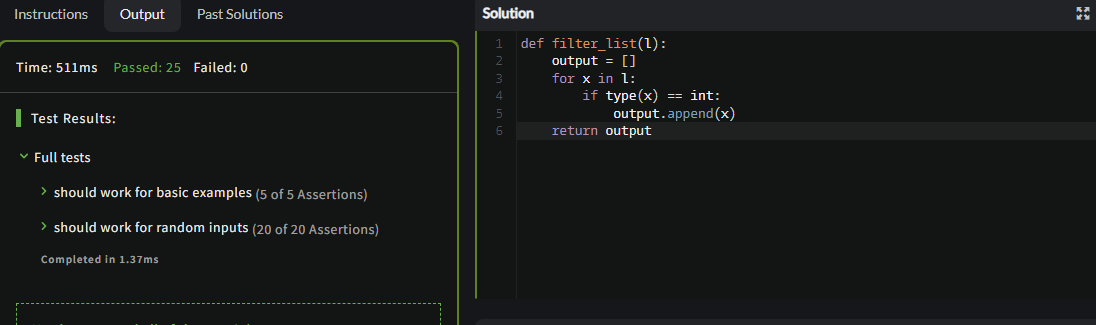 Instructions Output Past Solutions
Time: 511ms Passed: 25 Failed: 0
Test Results:
Full tests
should work for basic examples (5 of 5 Assertions)
should work for random inputs (20 of 20 Assertions)
Completed in 1.37ms
Solution
1 def filter_list(l):
2     output = []
3     for x in l:
4         if type(x) == int:
5             output.append(x)
6     return output